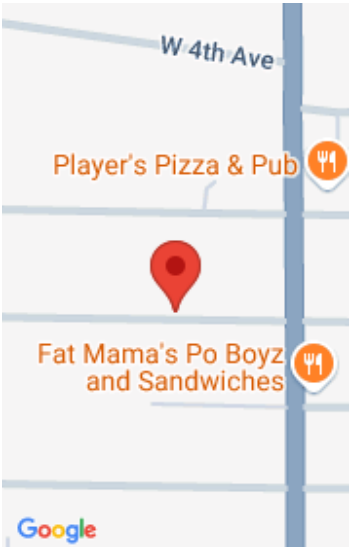 W 4th Ave
Player's Pizza & Pub
Fat Mama's Po Boyz
and Sandwiches
Google